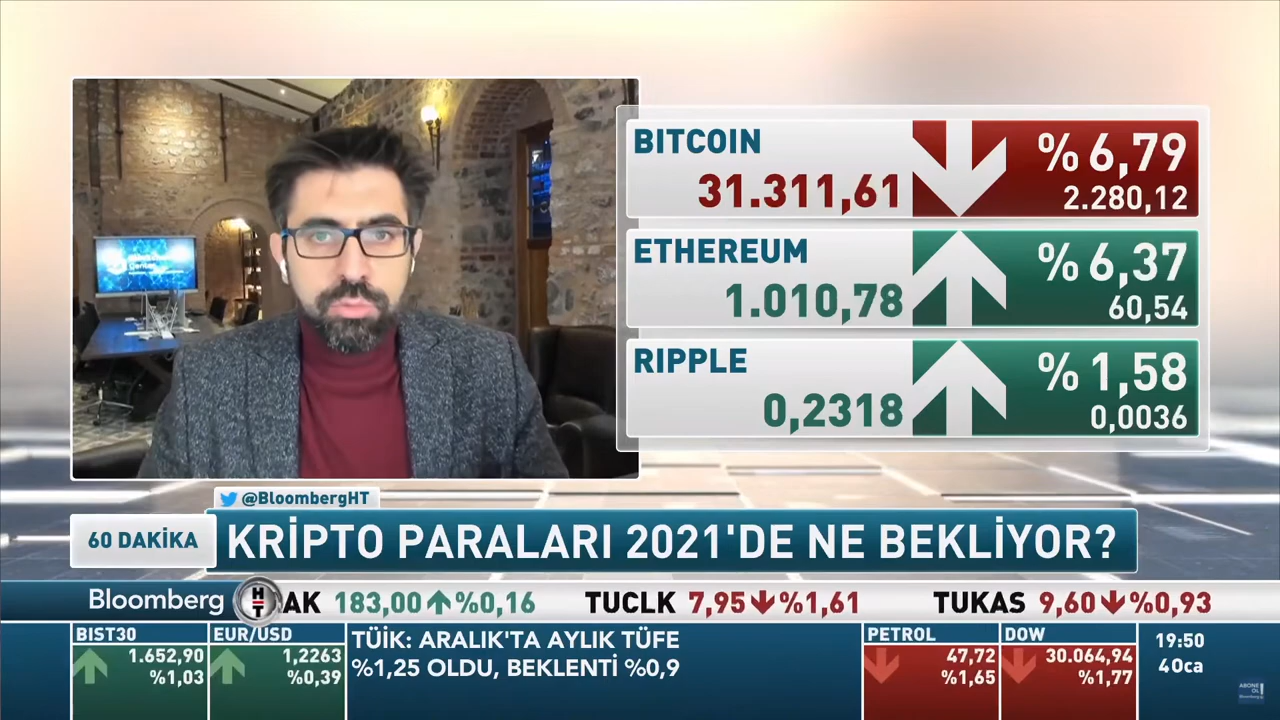 BITCOIN
31.311,61
% 6,79
2.280,12
ETHEREUM
1.010,78
% 6,37
60,54
RIPPLE
0,2318
% 1,58
0,0036
@BloombergHT
60 DAKİKA
KRİPTO PARALARI 2021'DE NE BEKLİYOR?
Bloomberg HT
AK 183,00 %0,16 TUCLK 7,95 %1,61 TUKAS 9,60 %0,93
BIST30
1.652,90
%1,03
EUR/USD
1,2263
%0,39
TÜİK: ARALIK'TA AYLIK TÜFE
%1,25 OLDU, BEKLENTİ %0,9
PETROL
47,72
%1,65
DOW
30.064,94
%1,77
19:50
4Oca
ABONE
OL!